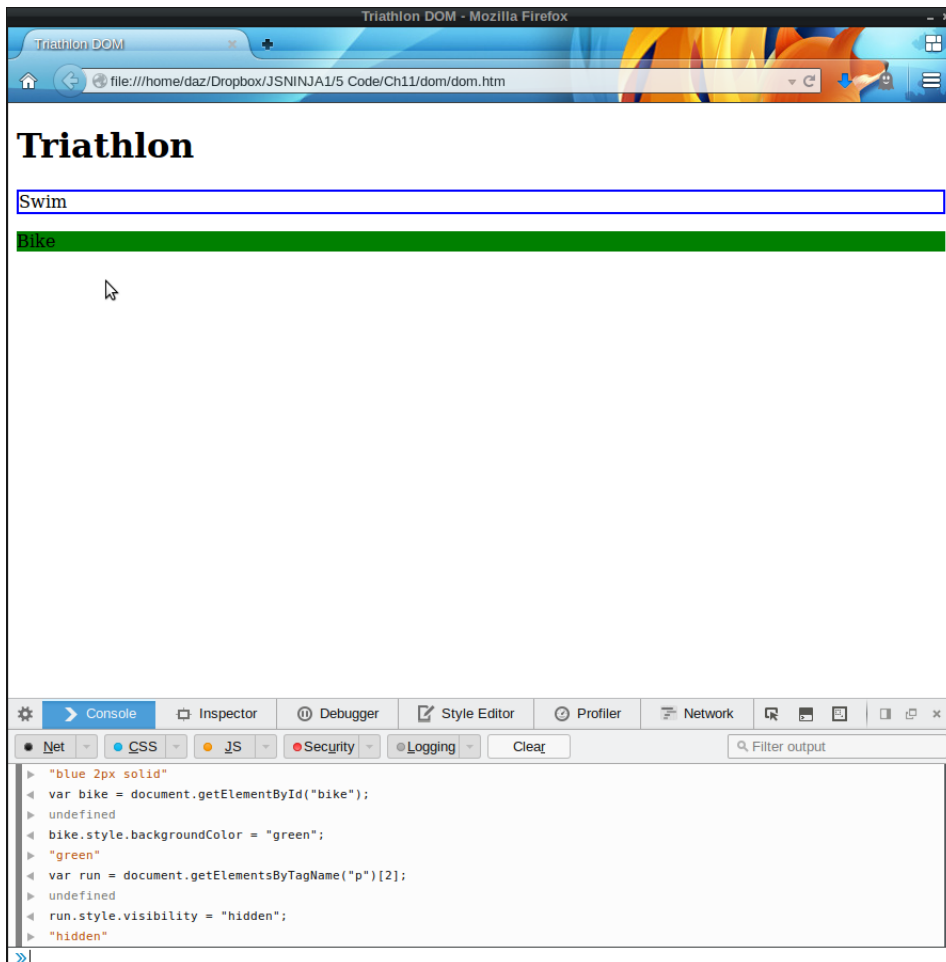 Triathlon DOM - Mozilla Firefox
Triathlon DOM
file:///home/daz/Dropbox/JSNINJA1/5 Code/Ch11/dom/dom.htm
Triathlon
Swim
Bike
Console Inspector Debugger Style Editor Profiler Network
Net CSS JS Security Logging Clear Filter output
"blue 2px solid"
var bike = document.getElementById("bike");
undefined
bike.style.backgroundColor = "green";
"green"
var run = document.getElementsByTagName("p")[2];
undefined
run.style.visibility = "hidden";
"hidden"